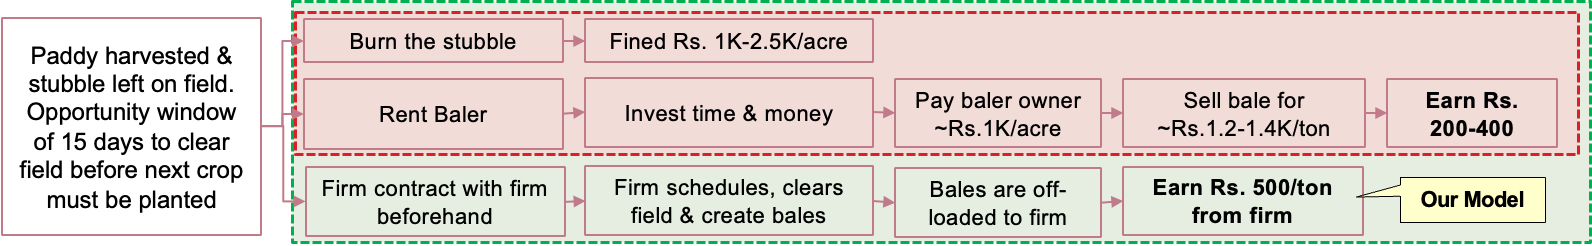 Paddy harvested &
stubble left on field.
Opportunity window
of 15 days to clear
field before next crop
must be planted
Burn the stubble
Fined Rs. 1K-2.5K/acre
Rent Baler
Invest time & money
Pay baler owner
~Rs.1K/acre
Sell bale for
~Rs.1.2-1.4K/ton
Earn Rs.
200-400
Firm contract with firm
beforehand
Firm schedules, clears
field & create bales
Bales are off-
loaded to firm
Earn Rs. 500/ton
from firm
Our Model